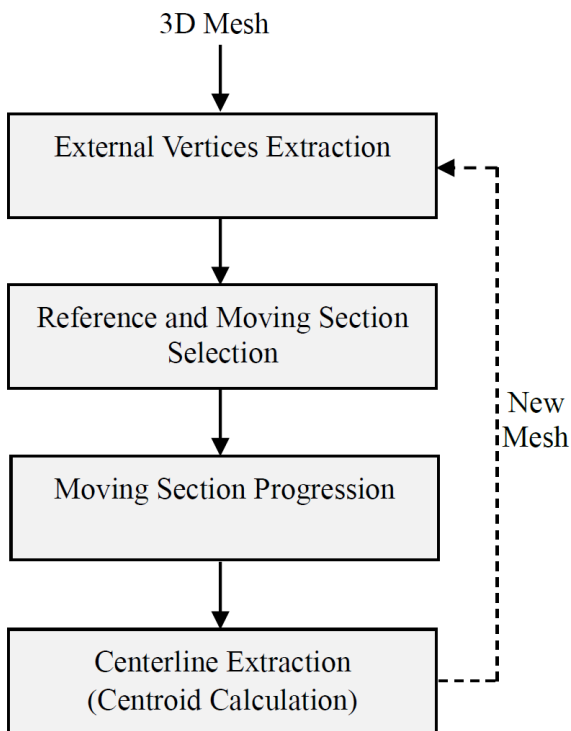 3D Mesh
External Vertices Extraction
Reference and Moving Section
Selection
New
Mesh
Moving Section Progression
Centerline Extraction
(Centroid Calculation)